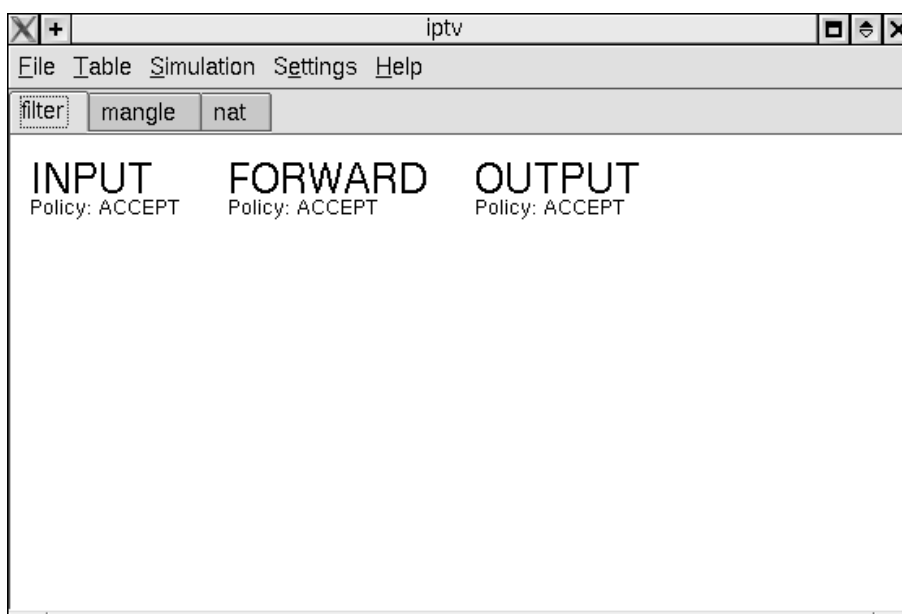 iptv
File Table Simulation Settings Help
filter mangle nat
INPUT FORWARD OUTPUT
Policy: ACCEPT Policy: ACCEPT Policy: ACCEPT